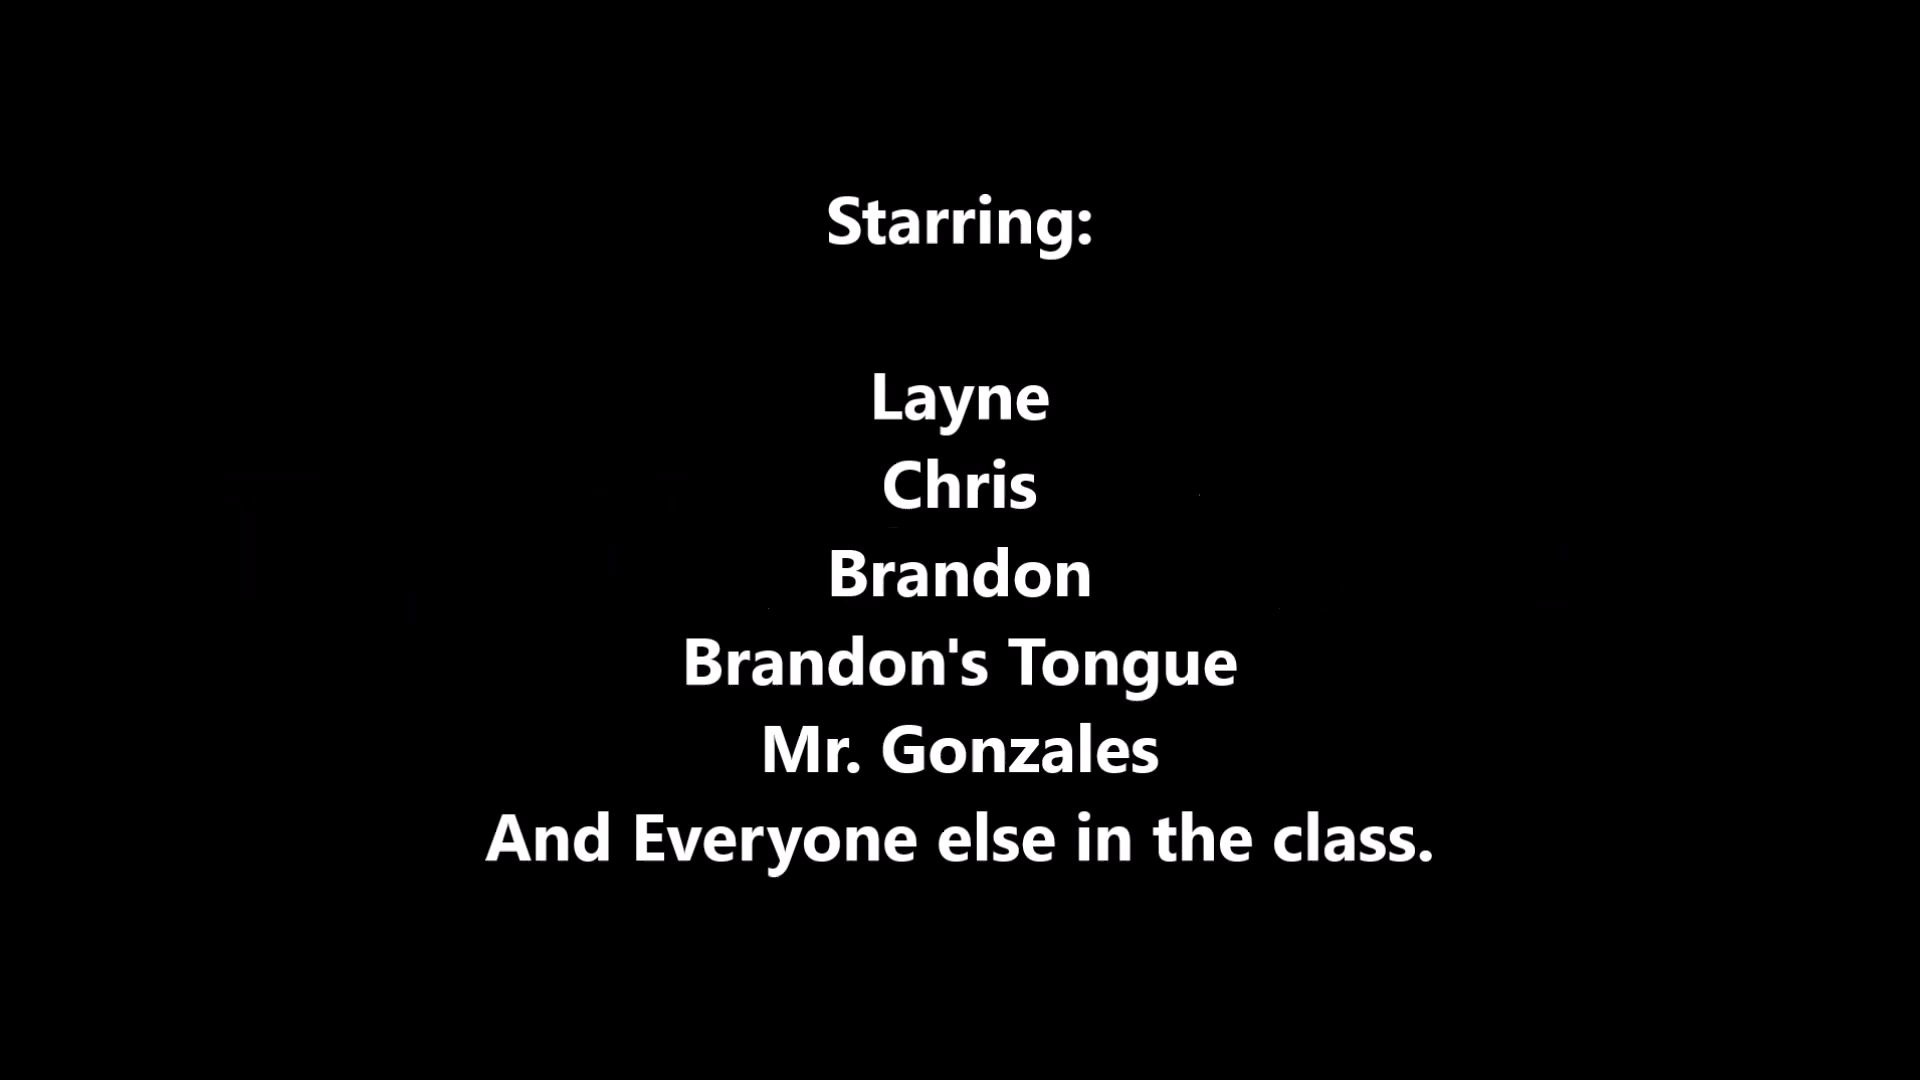 Starring:
Layne
Chris
Brandon
Brandon's Tongue
Mr. Gonzales
And Everyone else in the class.